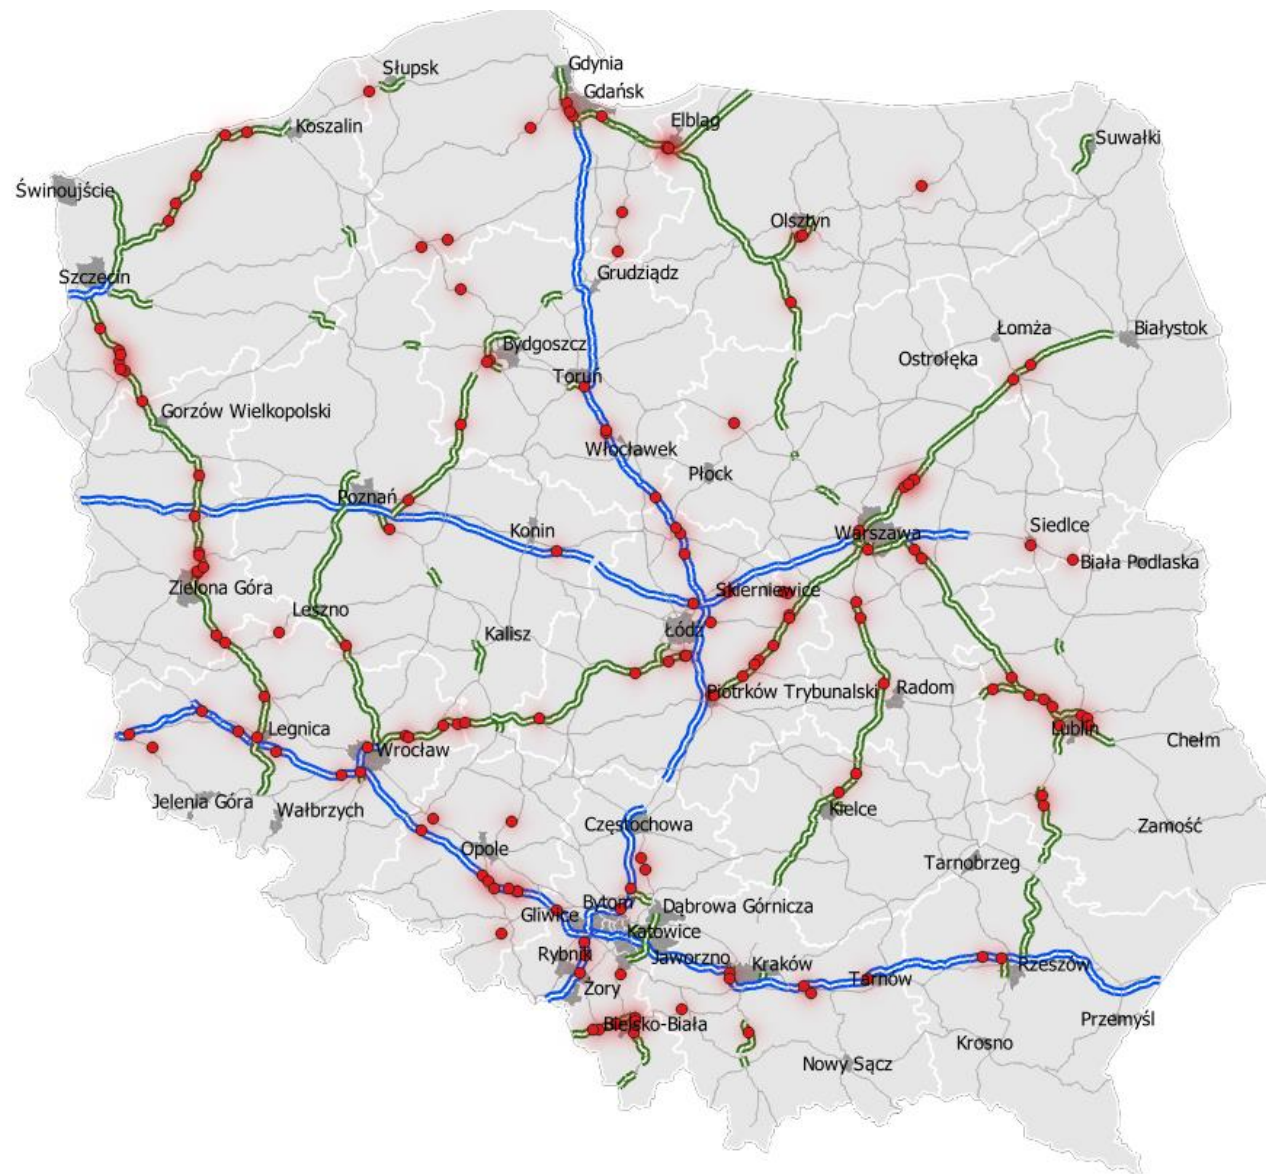 Słupsk
Gdynia
Gdańsk
Koszalin
Elbląg
Suwałki
Świnoujście
Olsztyn
Szczecin
Grudziądz
Łomża
Białystok
Bydgoszcz
Ostrołęka
Toruń
Gorzów Wielkopolski
Włocławek
Płock
Poznań
Konin
Warszawa
Siedlce
Biała Podlaska
Zielona Góra
Skierniewice
Leszno
Kalisz
Łódź
Piotrków Trybunalski
Radom
Legnica
Lublin
Wrocław
Chełm
Jelenia Góra
Wałbrzych
Kielce
Częstochowa
Zamość
Opole
Tarnobrzeg
Bytom
Dąbrowa Górnicza
Gliwice
Katowice
Rybnik
Jaworzno
Kraków
Rzeszów
Tarnów
Żory
Bielsko-Biała
Przemyśl
Krosno
Nowy Sącz